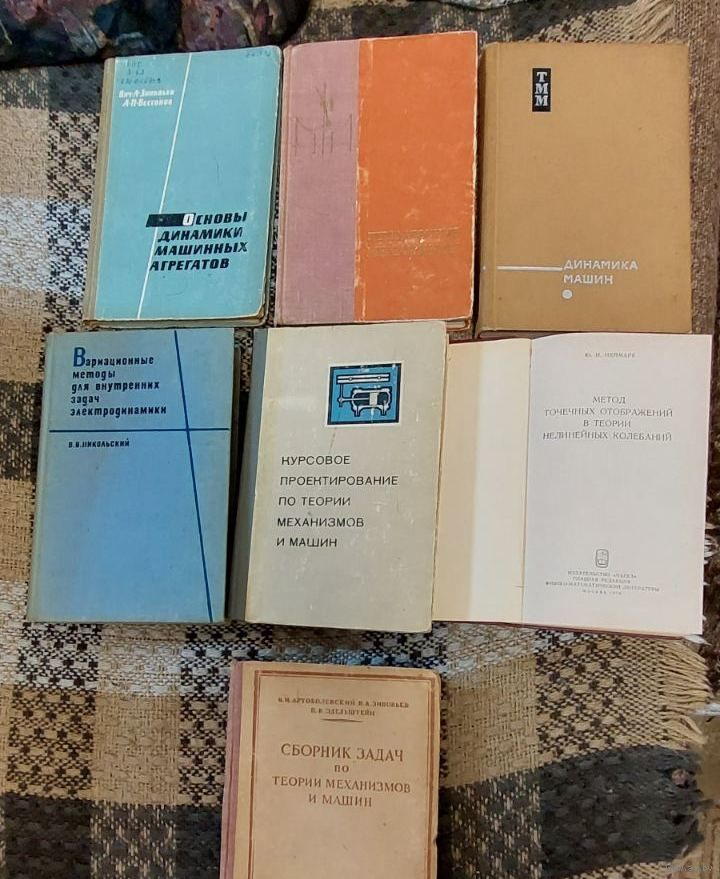 Вяч. А. Зиновьев
А. П. Бессонов
ОСНОВЫ
ДИНАМИКИ
МАШИННЫХ
АГРЕГАТОВ
ТММ
ДИНАМИКА
МАШИН
Вариационные
методы
для внутренних
задач
электродинамики
В. В. НИКОЛЬСКИЙ
КУРСОВОЕ
ПРОЕКТИРОВАНИЕ
ПО ТЕОРИИ
МЕХАНИЗМОВ
И МАШИН
Ю. И. НЕЙМАРК
МЕТОД
ТОЧЕЧНЫХ ОТОБРАЖЕНИЙ
В ТЕОРИИ
НЕЛИНЕЙНЫХ КОЛЕБАНИЙ
ИЗДАТЕЛЬСТВО «НАУКА»
ГЛАВНАЯ РЕДАКЦИЯ
ФИЗИКО-МАТЕМАТИЧЕСКОЙ ЛИТЕРАТУРЫ
МОСКВА
И. И. АРТОБОЛЕВСКИЙ В. А. ЗИНОВЬЕВ
Б. В. ЭДЕЛЬШТЕЙН
СБОРНИК ЗАДАЧ
ПО
ТЕОРИИ МЕХАНИЗМОВ
И МАШИН